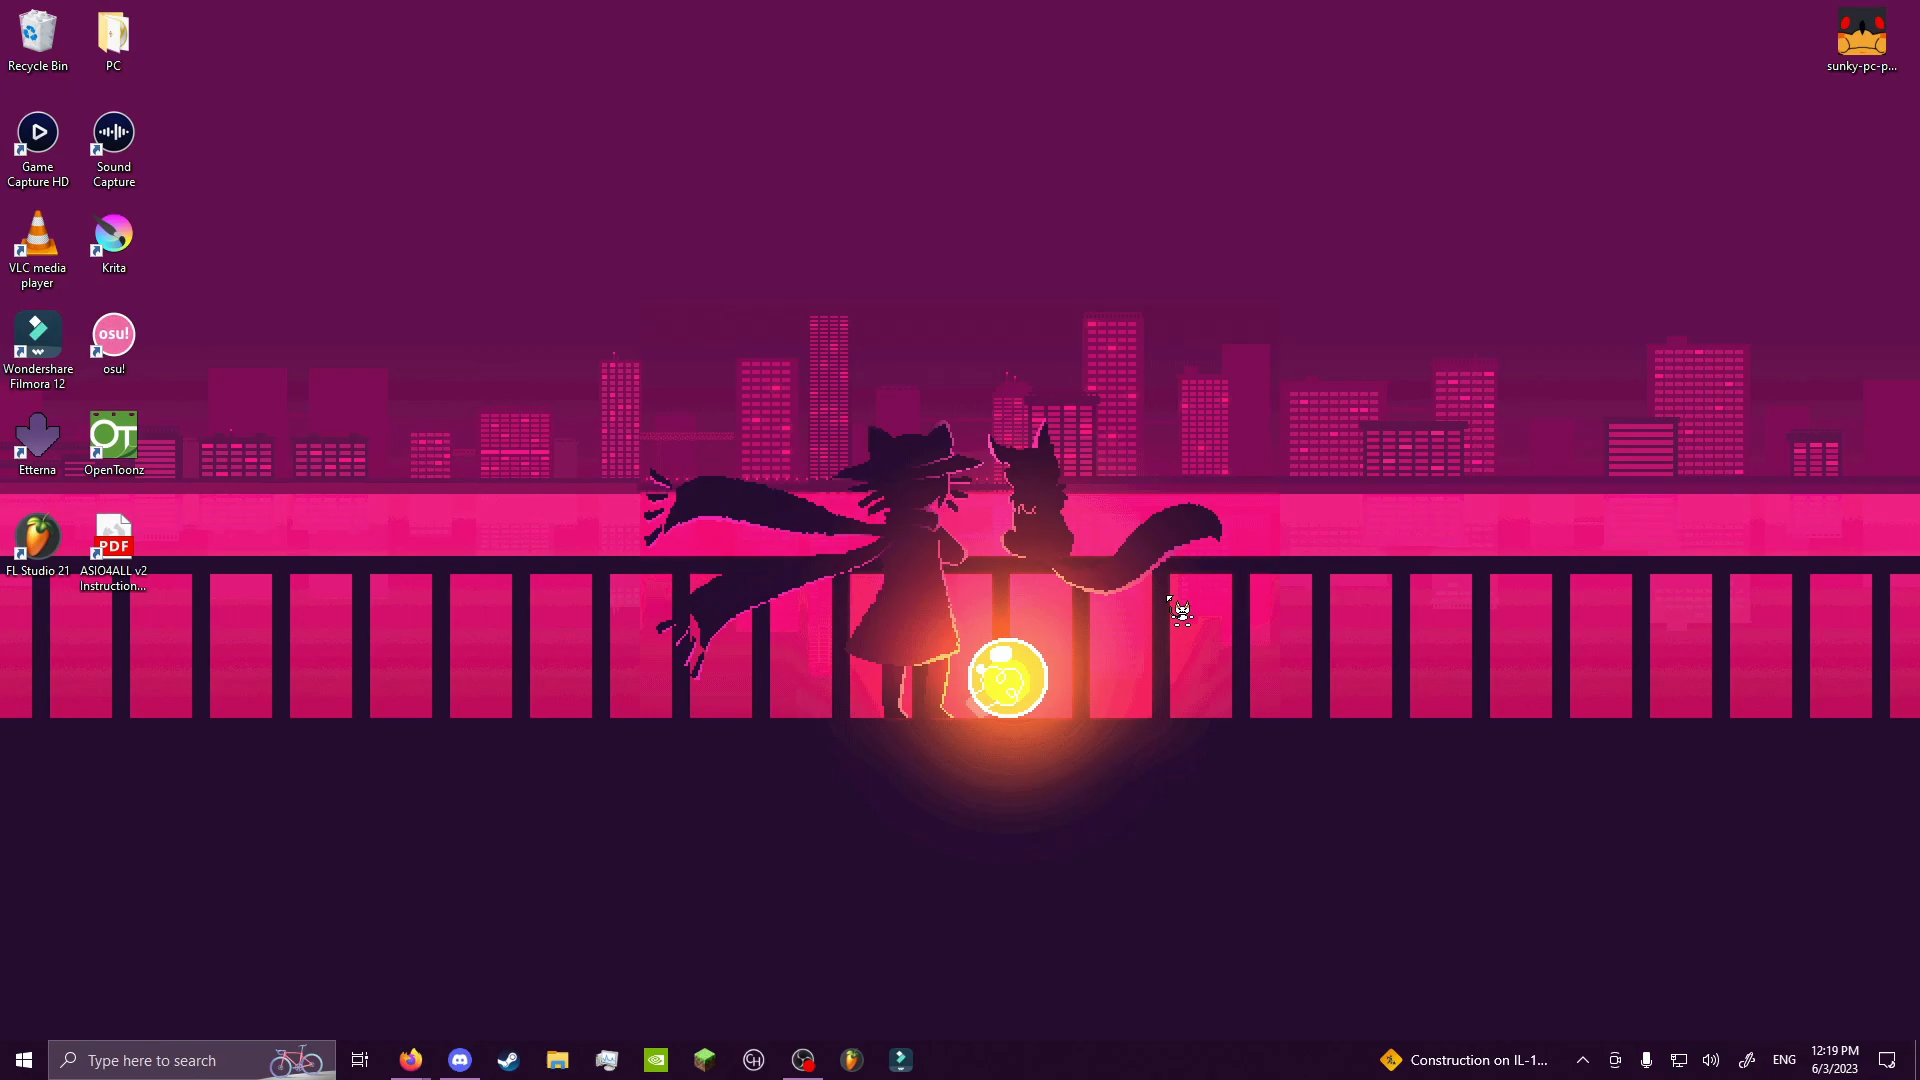 Recycle Bin
PC
sunky-pc-p...
Game
Capture HD
Sound
Capture
VLC media
player
Krita
Wondershare
Filmora 12
osu!
osu!
Etterna
OT
OpenToonz
FL Studio 21
PDF
ASIO4ALL v2
Instruction...
Type here to search
CH
Construction on IL-1...
ENG
12:19 PM
6/3/2023